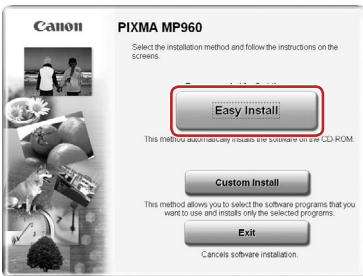 Canon
PIXMA MP960
Select the installation method and follow the instructions on the
screens.
Easy Install
This method automatically installs the software on the CD-ROM.
Custom Install
This method allows you to select the software programs that you
want to use and installs only the selected programs.
Exit
Cancels software installation.